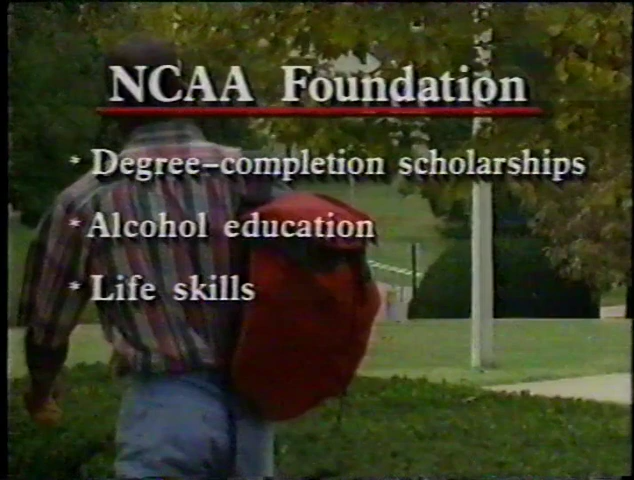 NCAA Foundation
* Degree-completion scholarships
* Alcohol education
* Life skills